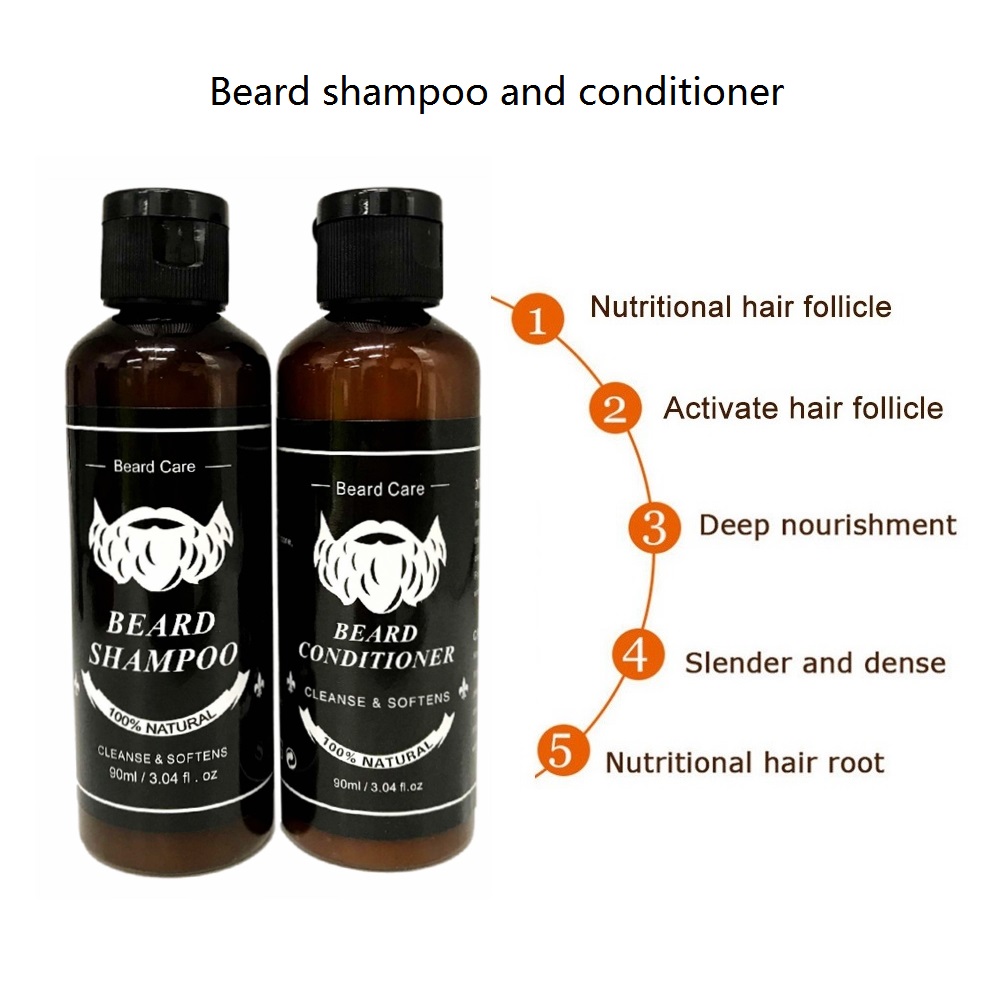 Beard shampoo and conditioner
Beard Care
BEARD
SHAMPOO
100% NATURAL
CLEANSE & SOFTENS
90ml / 3.04 fl . oz
Beard Care
BEARD
CONDITIONER
CLEANSE & SOFTENS
100% NATURAL
90ml / 3.04 fl.oz
1 Nutritional hair follicle
2 Activate hair follicle
3 Deep nourishment
4 Slender and dense
5 Nutritional hair root